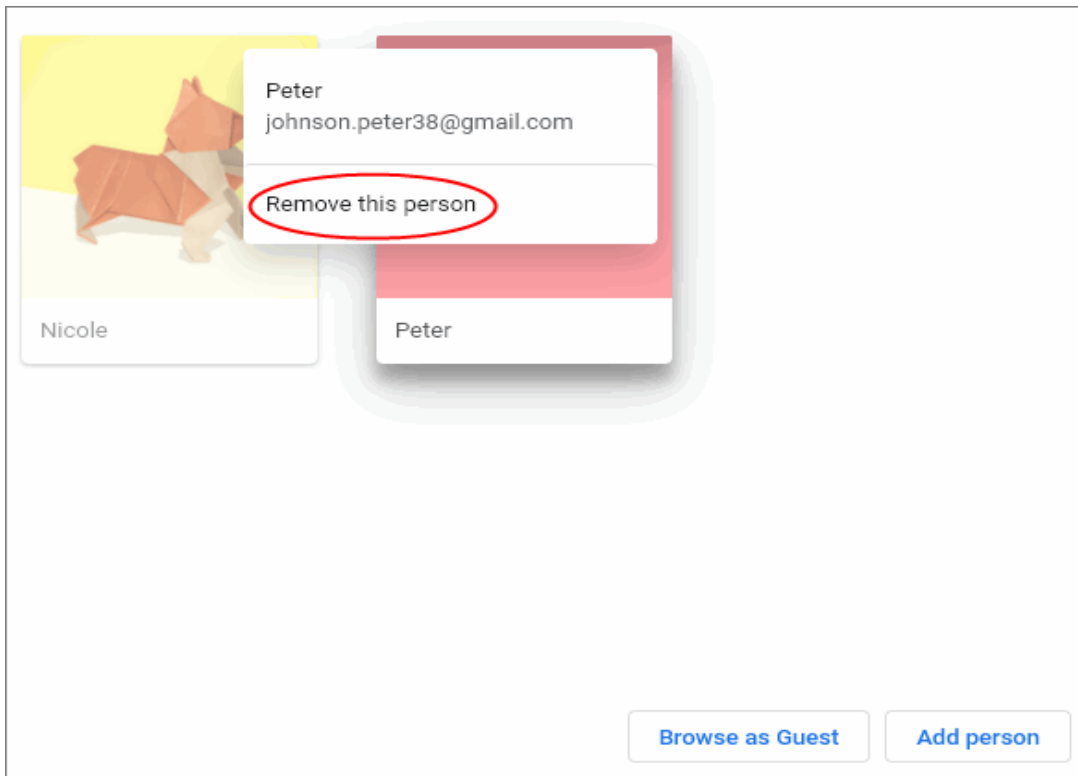 Peter
johnson.peter38@gmail.com
Remove this person
Nicole
Peter
Browse as Guest
Add person